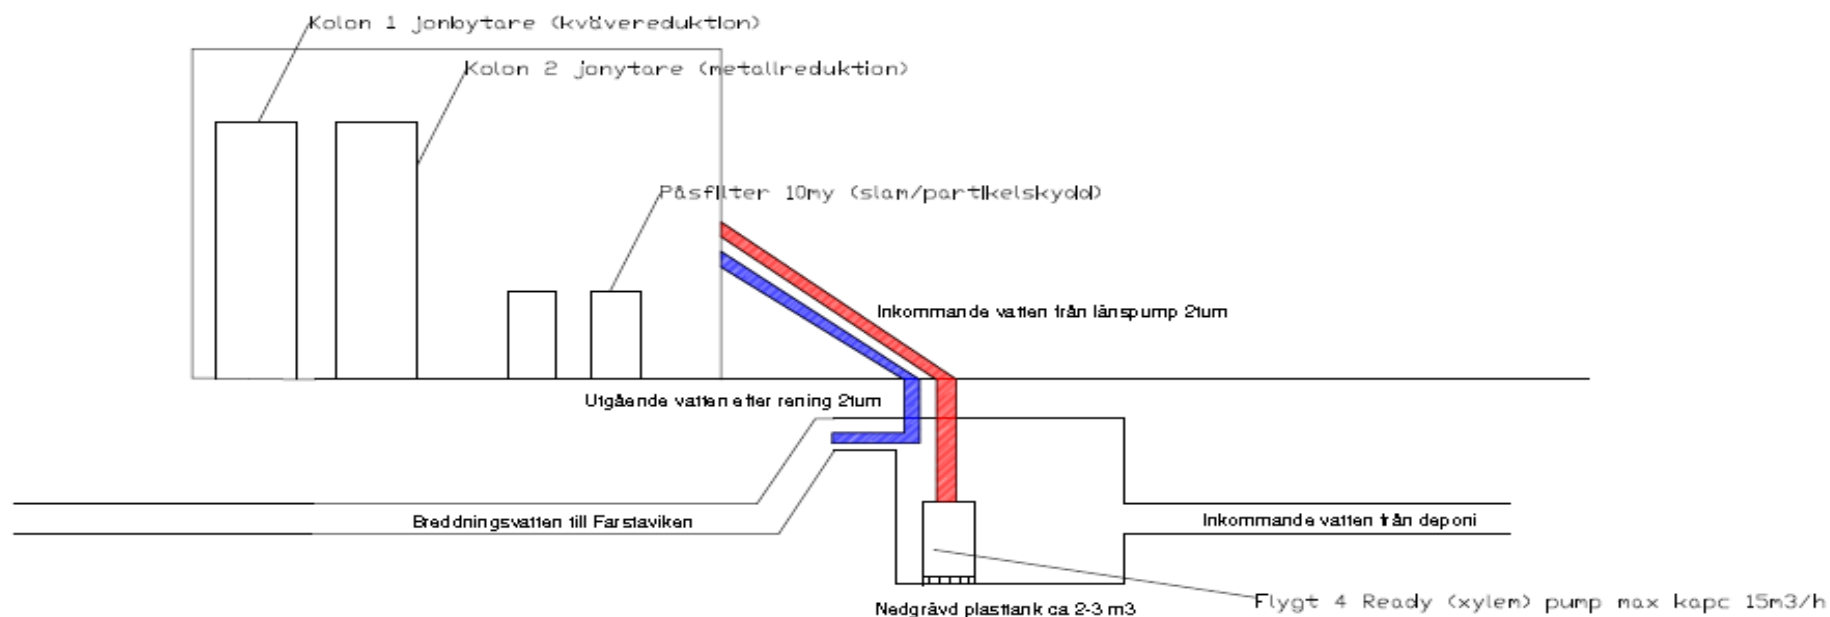 Kolon 1 jonbytare (kvävereduktion)
Kolon 2 jonytare (metallreduktion)
Påsfilter 10my (slam/partikelskydd)
Inkommande vatten från länspump 2tum
Utgående vatten efter rening 2tum
Breddningsvatten till Farstaviken
Inkommande vatten från deponi
Nedgrävd plasttank ca 2-3 m3
Flygt 4 Ready (xylem) pump max kapc 15m3/h